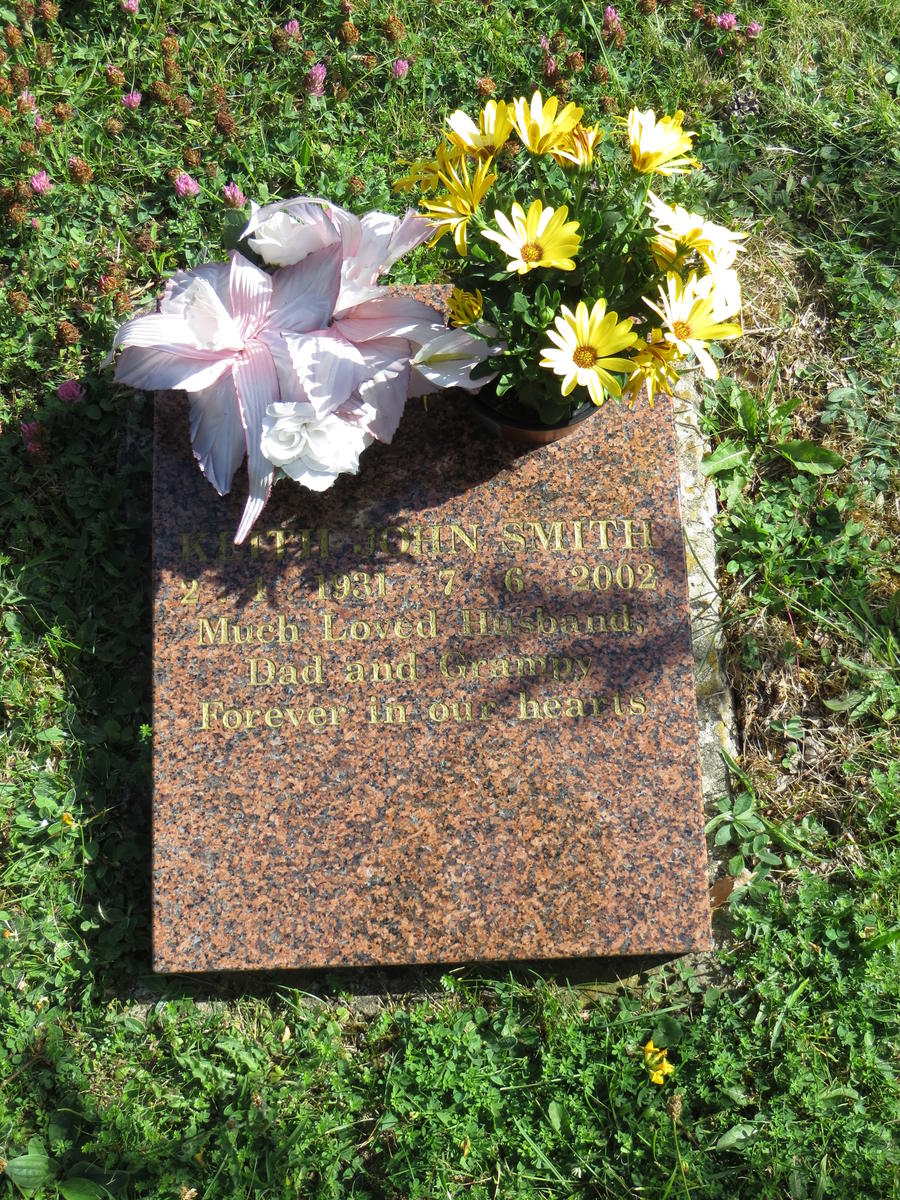 KEITH JOHN SMITH
2 . 1 . 1931 . 7 . 6 . 2002
Much Loved Husband,
Dad and Grampy
Forever in our hearts